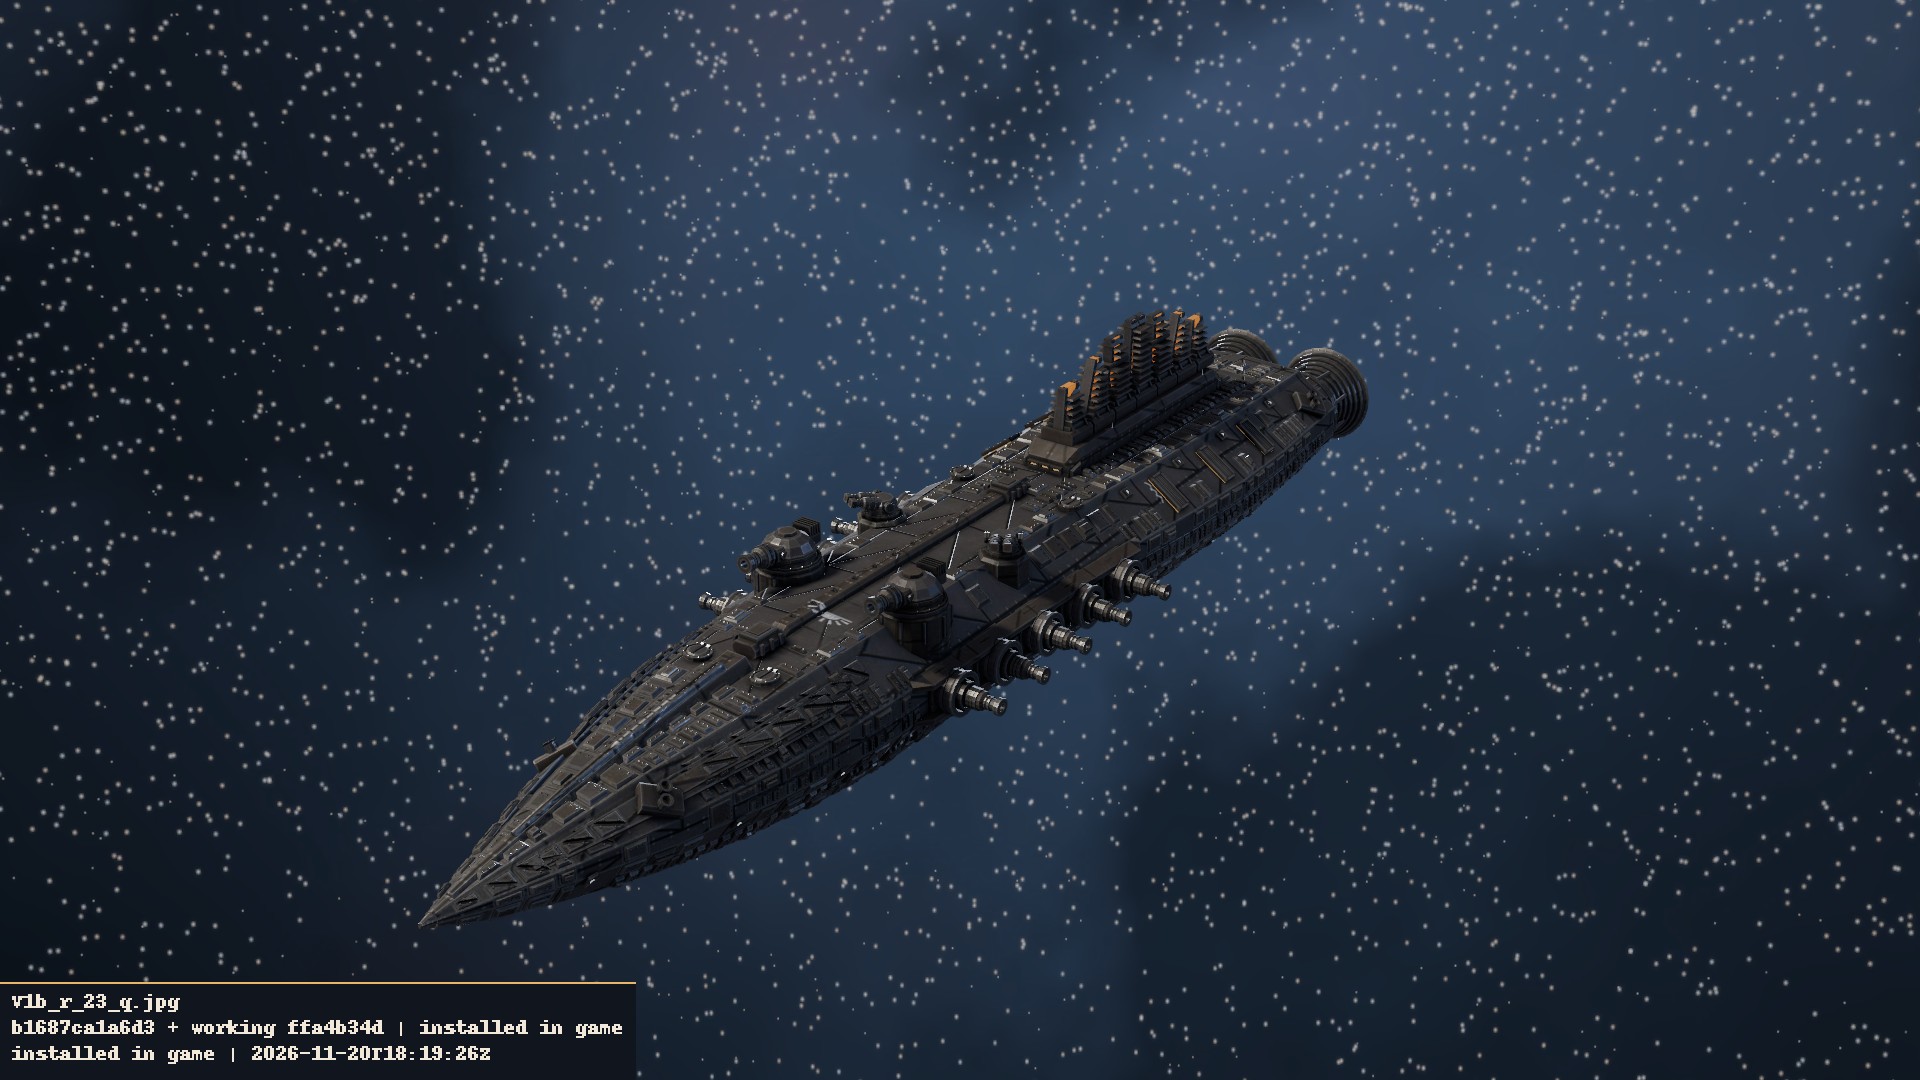 v1b_r_23_q.jpg
b1687ca1a6d3 + working ffa4b34d | installed in game
installed in game | 2026-11-20T18:19:26Z